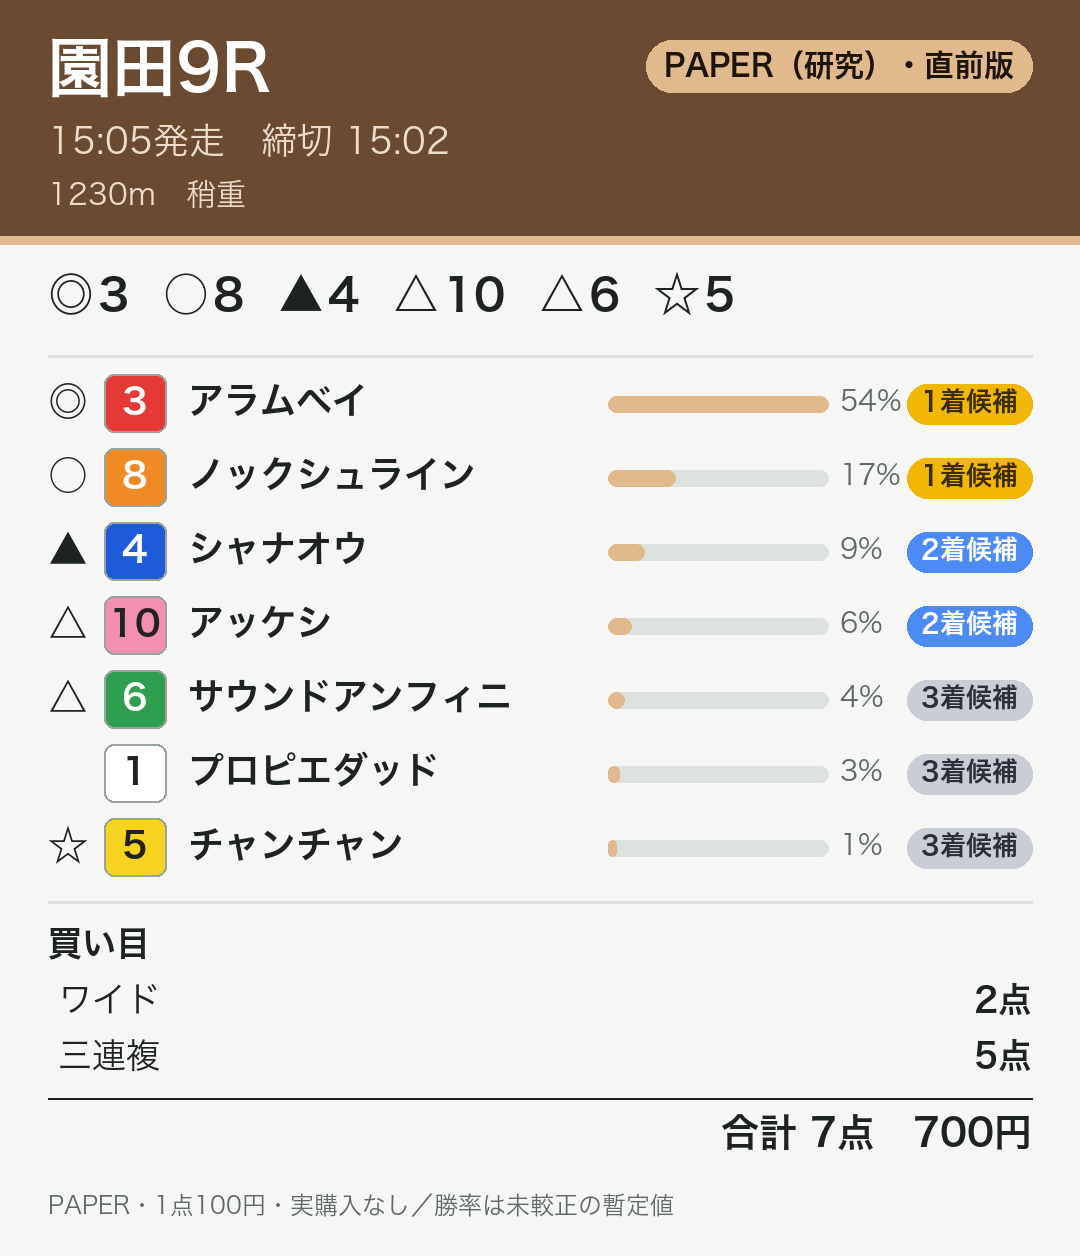 園田9R
PAPER（研究）・直前版
15:05発走　締切 15:02
1230m　稍重
◎3 ○8 ▲4 △10 △6 ☆5
◎ 3 アラムベイ 54% 1着候補
○ 8 ノックシュライン 17% 1着候補
▲ 4 シャナオウ 9% 2着候補
△ 10 アッケシ 6% 2着候補
△ 6 サウンドアンフィニ 4% 3着候補
1 プロピエダッド 3% 3着候補
☆ 5 チャンチャン 1% 3着候補
買い目
ワイド 2点
三連複 5点
合計 7点　700円
PAPER・1点100円・実購入なし／勝率は未較正の暫定値